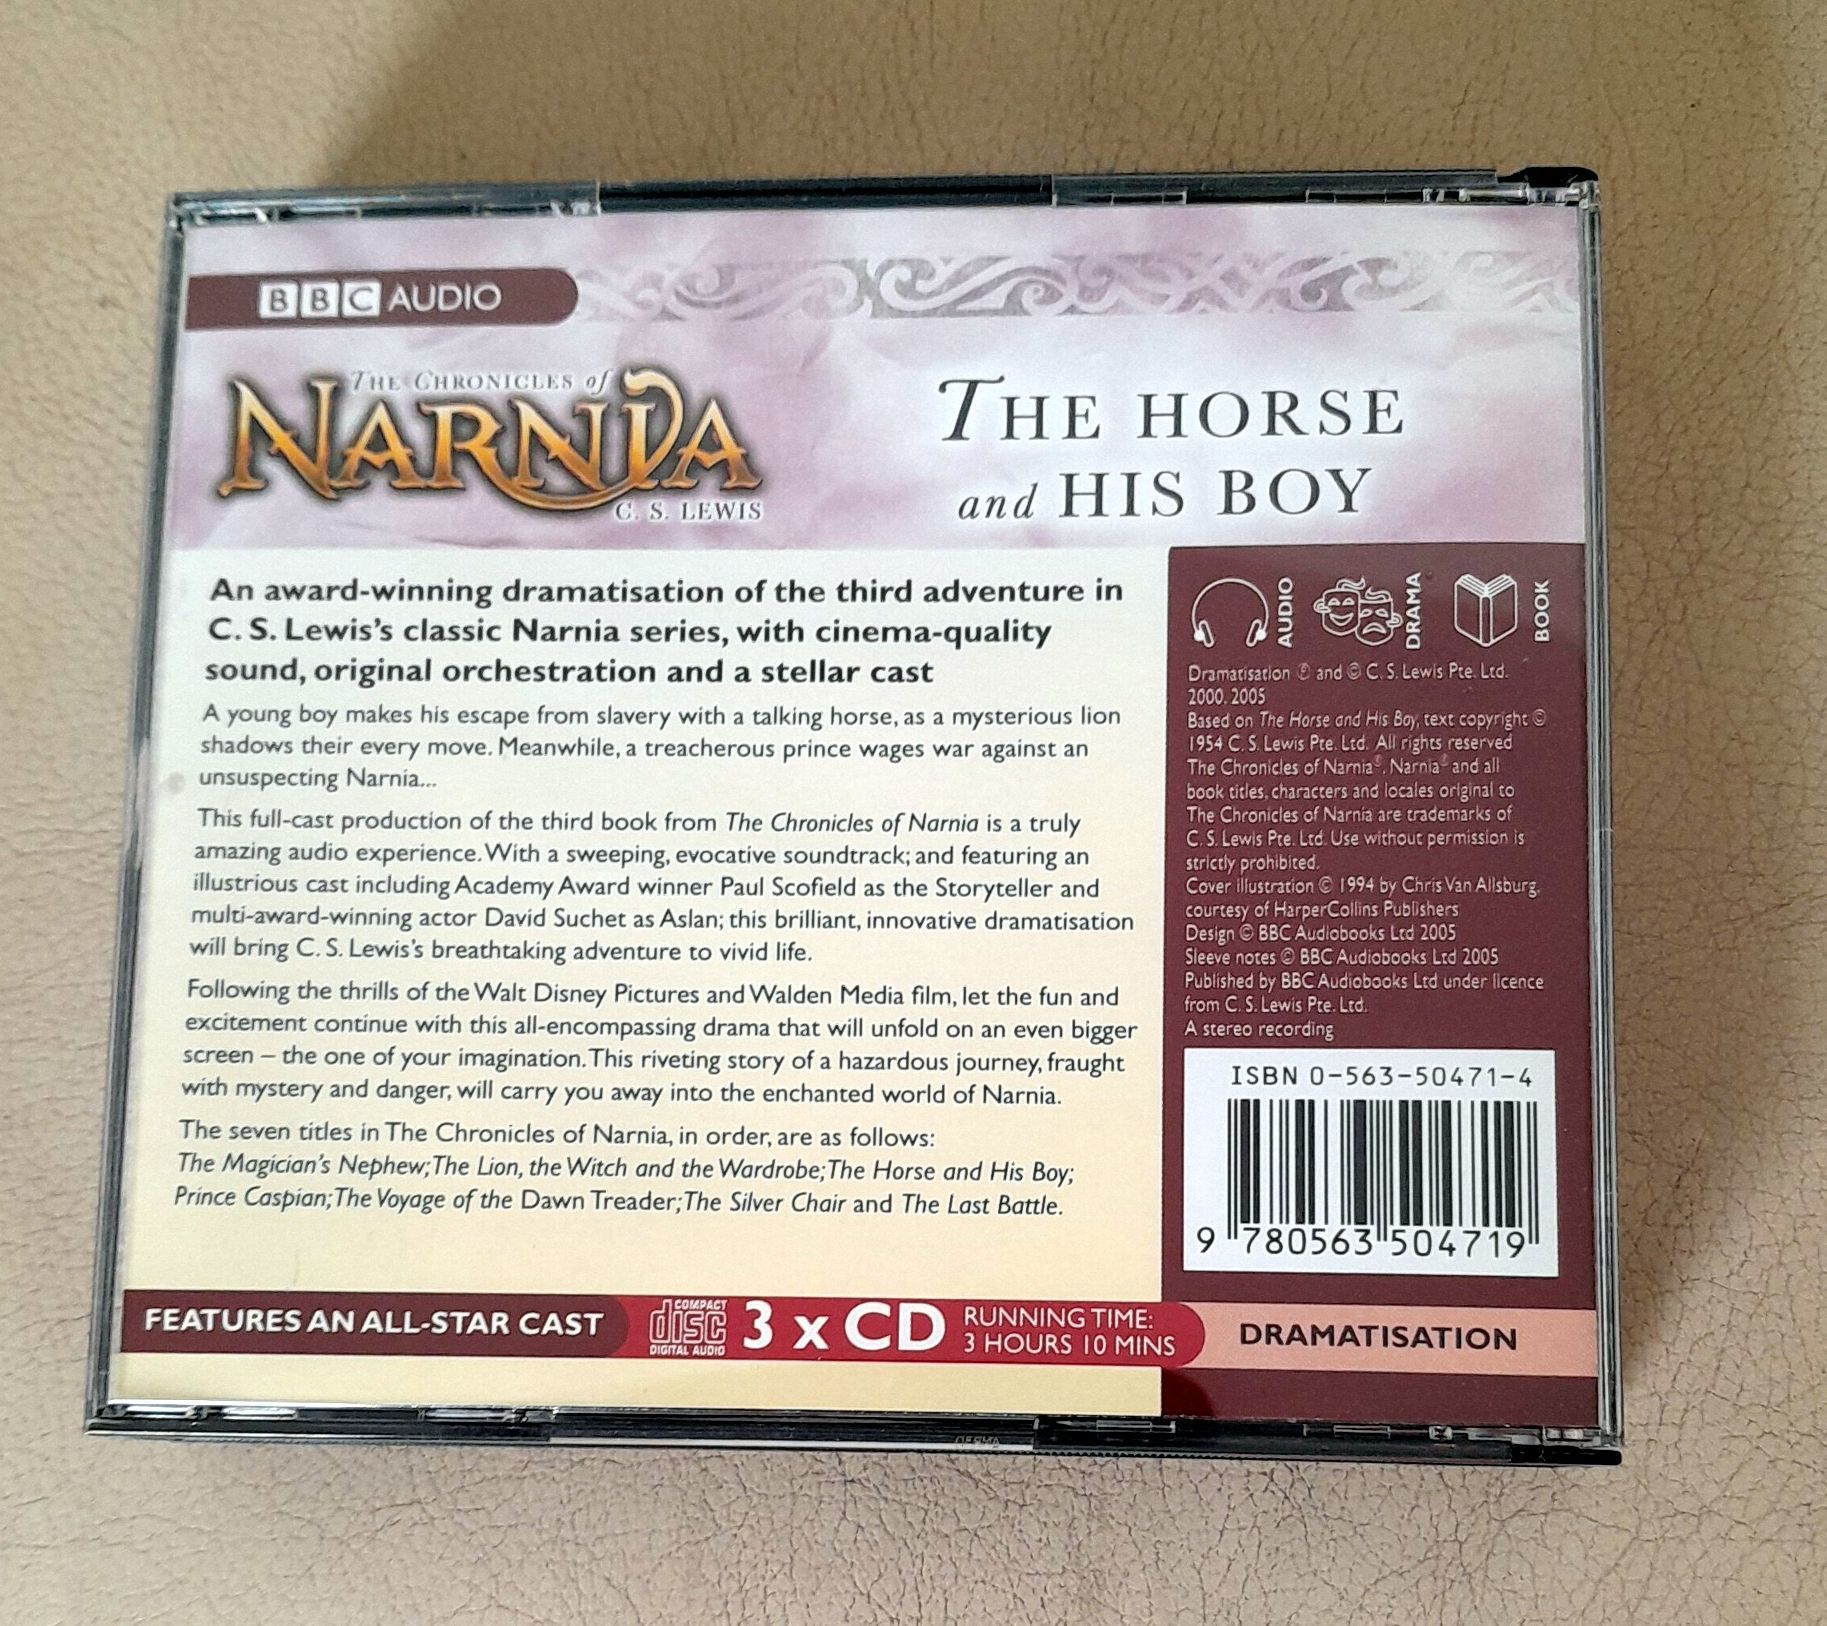 BBC AUDIO
THE CHRONICLES of
NARNIA
C. S. LEWIS
THE HORSE
and HIS BOY
An award-winning dramatisation of the third adventure in
C. S. Lewis's classic Narnia series, with cinema-quality
sound, original orchestration and a stellar cast
A young boy makes his escape from slavery with a talking horse, as a mysterious lion
shadows their every move. Meanwhile, a treacherous prince wages war against an
unsuspecting Narnia...
This full-cast production of the third book from The Chronicles of Narnia is a truly
amazing audio experience. With a sweeping, evocative soundtrack; and featuring an
illustrious cast including Academy Award winner Paul Scofield as the Storyteller and
multi-award-winning actor David Suchet as Aslan; this brilliant, innovative dramatisation
will bring C. S. Lewis's breathtaking adventure to vivid life.
Following the thrills of the Walt Disney Pictures and Walden Media film, let the fun and
excitement continue with this all-encompassing drama that will unfold on an even bigger
screen – the one of your imagination. This riveting story of a hazardous journey, fraught
with mystery and danger, will carry you away into the enchanted world of Narnia.
The seven titles in The Chronicles of Narnia, in order, are as follows:
The Magician's Nephew; The Lion, the Witch and the Wardrobe; The Horse and His Boy;
Prince Caspian; The Voyage of the Dawn Treader; The Silver Chair and The Last Battle.
AUDIO
DRAMA
BOOK
Dramatisation ℗ and © C. S. Lewis Pte. Ltd.
2000, 2005
Based on The Horse and His Boy, text copyright ©
1954 C. S. Lewis Pte. Ltd. All rights reserved
The Chronicles of Narnia®, Narnia® and all
book titles, characters and locales original to
The Chronicles of Narnia are trademarks of
C. S. Lewis Pte. Ltd. Use without permission is
strictly prohibited.
Cover illustration © 1994 by Chris Van Allsburg,
courtesy of HarperCollins Publishers
Design © BBC Audiobooks Ltd 2005
Sleeve notes © BBC Audiobooks Ltd 2005
Published by BBC Audiobooks Ltd under licence
from C. S. Lewis Pte. Ltd.
A stereo recording
ISBN 0-563-50471-4
9 780563 504719
FEATURES AN ALL-STAR CAST
COMPACT
disc
DIGITAL AUDIO
3 x CD
RUNNING TIME:
3 HOURS 10 MINS
DRAMATISATION